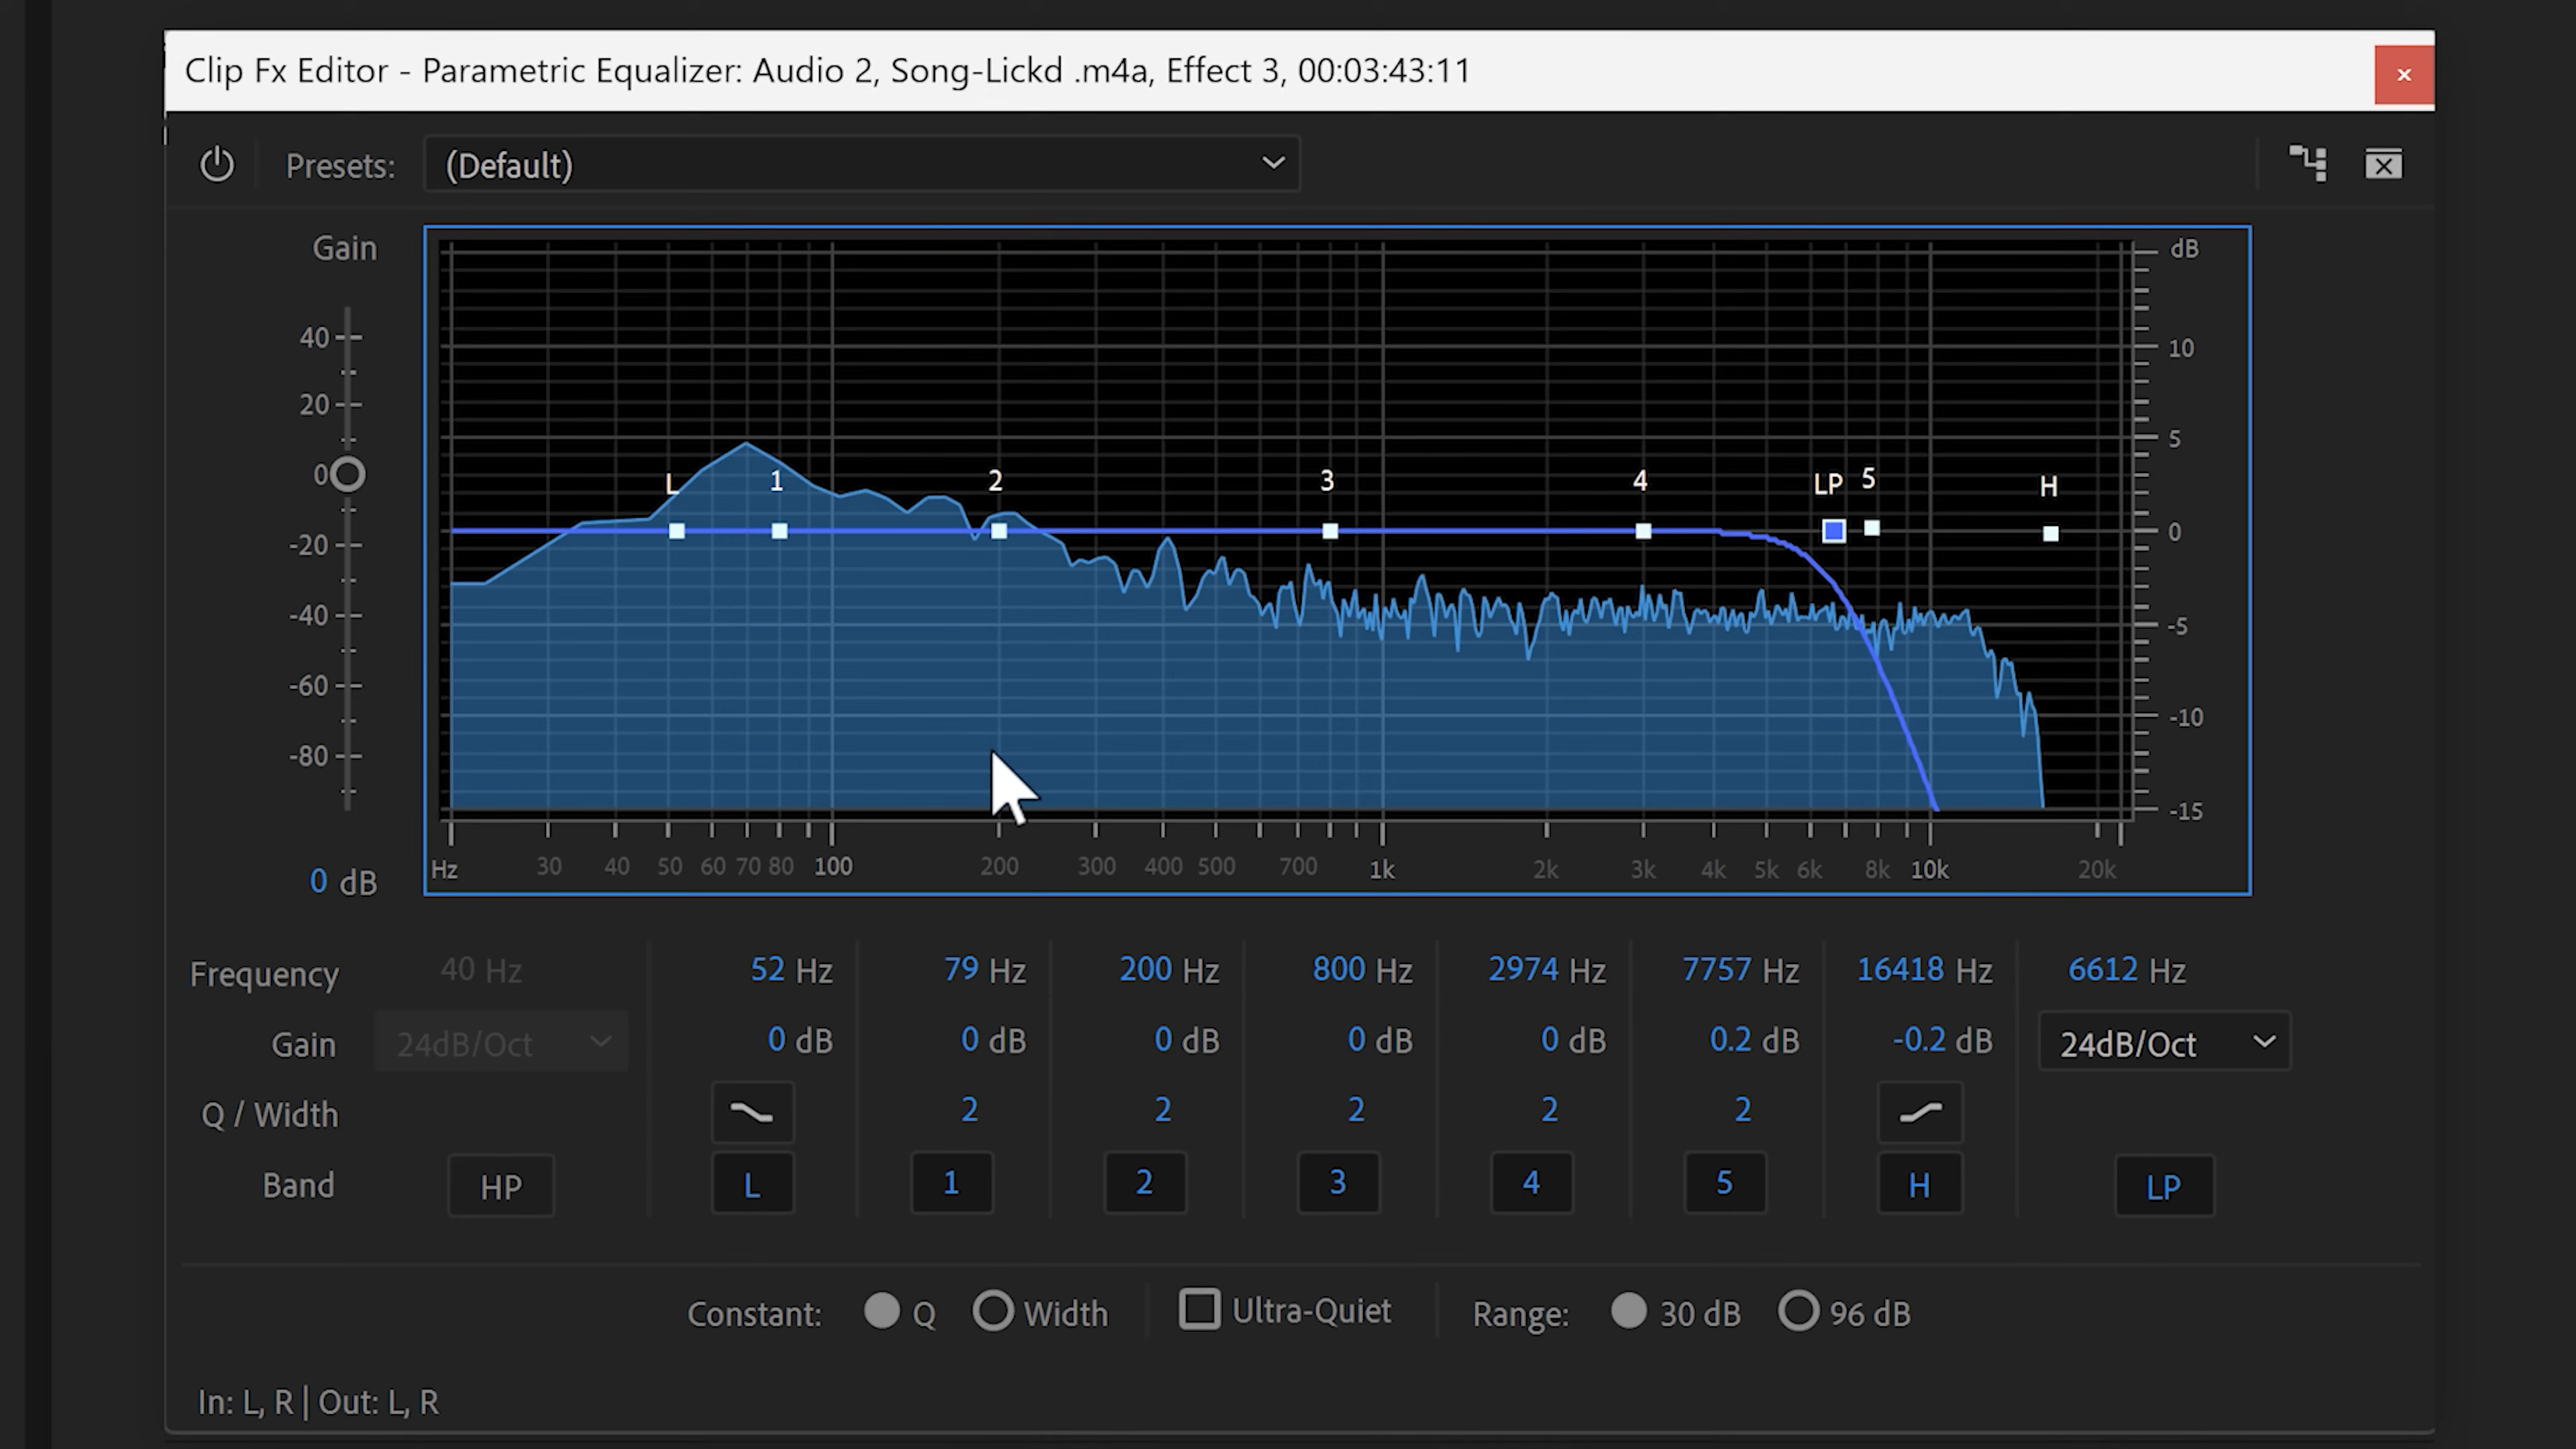 Clip Fx Editor - Parametric Equalizer: Audio 2, Song-Lickd .m4a, Effect 3, 00:03:43:11
x
Presets: (Default)
Gain
40
20
0
-20
-40
-60
-80
0 dB
L 1 2 3 4 LP 5 H
dB
10
5
0
-5
-10
-15
Hz 30 40 50 60 70 80 100 200 300 400 500 700 1k 2k 3k 4k 5k 6k 8k 10k 20k
Frequency 40 Hz 52 Hz 79 Hz 200 Hz 800 Hz 2974 Hz 7757 Hz 16418 Hz 6612 Hz
Gain 24dB/Oct 0 dB 0 dB 0 dB 0 dB 0 dB 0.2 dB -0.2 dB 24dB/Oct
Q / Width 2 2 2 2 2
Band HP L 1 2 3 4 5 H LP
Constant: Q Width Ultra-Quiet Range: 30 dB 96 dB
In: L, R | Out: L, R